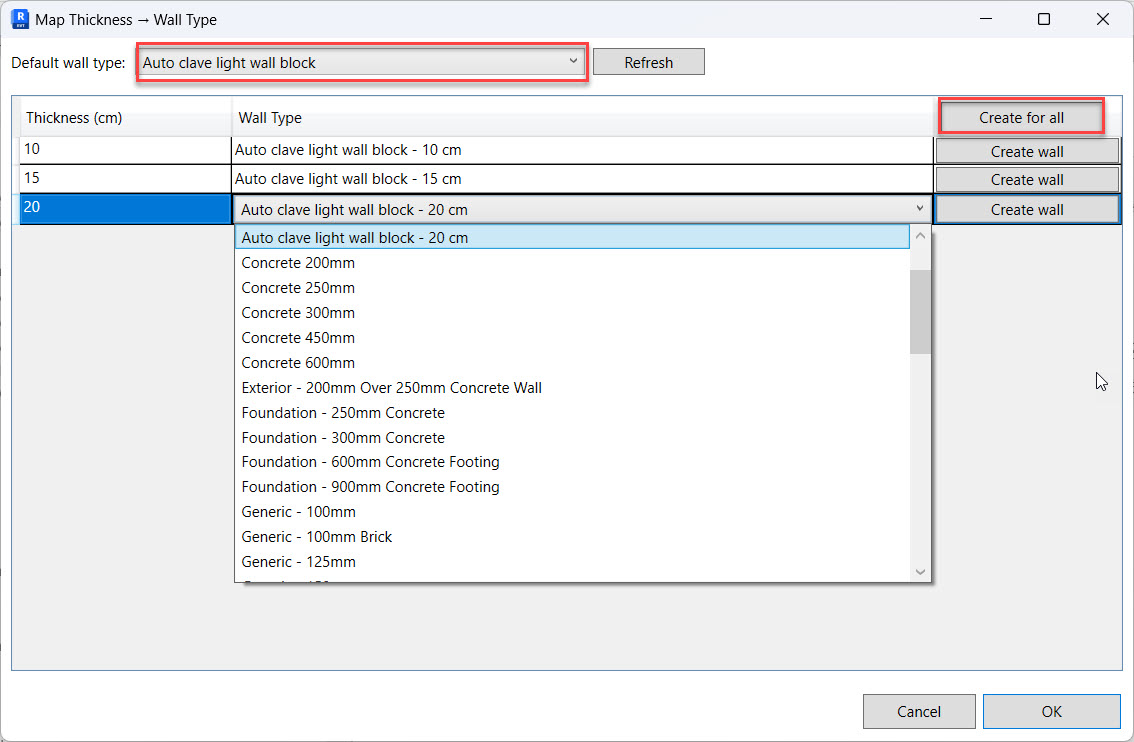 R
Map Thickness → Wall Type
Default wall type: Auto clave light wall block Refresh
Thickness (cm) Wall Type Create for all
10 Auto clave light wall block - 10 cm Create wall
15 Auto clave light wall block - 15 cm Create wall
20 Auto clave light wall block - 20 cm Create wall
Auto clave light wall block - 20 cm
Concrete 200mm
Concrete 250mm
Concrete 300mm
Concrete 450mm
Concrete 600mm
Exterior - 200mm Over 250mm Concrete Wall
Foundation - 250mm Concrete
Foundation - 300mm Concrete
Foundation - 600mm Concrete Footing
Foundation - 900mm Concrete Footing
Generic - 100mm
Generic - 100mm Brick
Generic - 125mm
Cancel OK